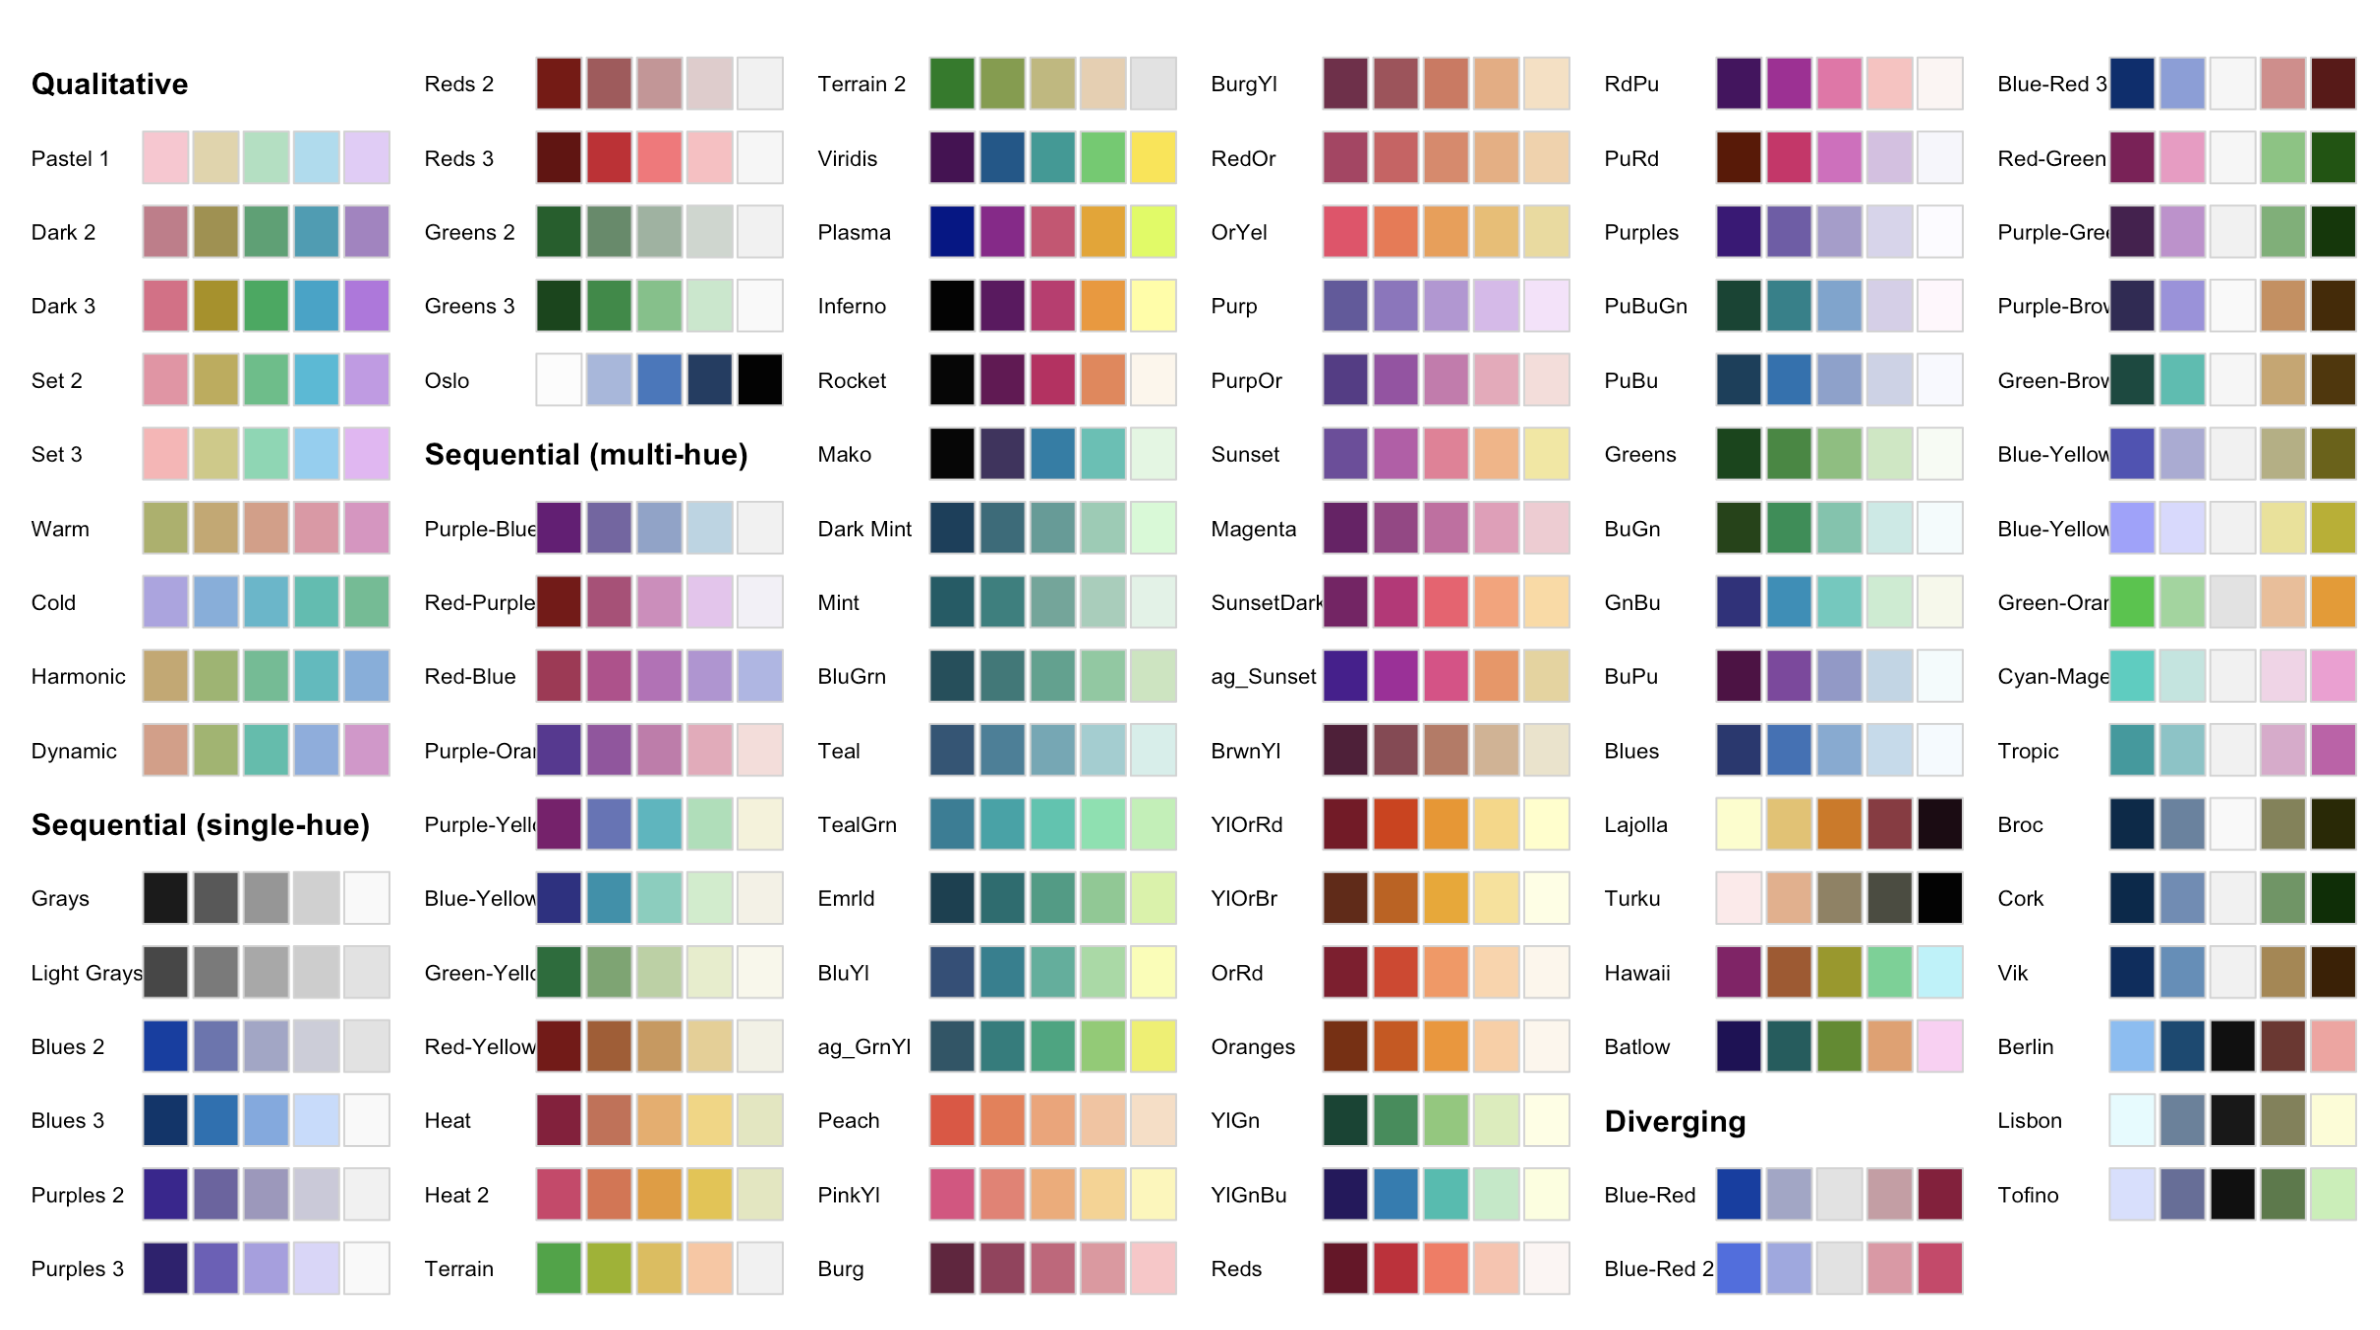 Qualitative
Pastel 1
Dark 2
Dark 3
Set 2
Set 3
Warm
Cold
Harmonic
Dynamic
Sequential (single-hue)
Grays
Light Grays
Blues 2
Blues 3
Purples 2
Purples 3
Reds 2
Reds 3
Greens 2
Greens 3
Oslo
Sequential (multi-hue)
Purple-Blue
Red-Purple
Red-Blue
Purple-Oran
Purple-Yello
Blue-Yellow
Green-Yello
Red-Yellow
Heat
Heat 2
Terrain
Terrain 2
Viridis
Plasma
Inferno
Rocket
Mako
Dark Mint
Mint
BluGrn
Teal
TealGrn
Emrld
BluYl
ag_GrnYl
Peach
PinkYl
Burg
BurgYl
RedOr
OrYel
Purp
PurpOr
Sunset
Magenta
SunsetDark
ag_Sunset
BrwnYl
YlOrRd
YlOrBr
OrRd
Oranges
YlGn
YlGnBu
Reds
RdPu
PuRd
Purples
PuBuGn
PuBu
Greens
BuGn
GnBu
BuPu
Blues
Lajolla
Turku
Hawaii
Batlow
Diverging
Blue-Red
Blue-Red 2
Blue-Red 3
Red-Green
Purple-Gree
Purple-Brow
Green-Brow
Blue-Yellow
Blue-Yellow
Green-Oran
Cyan-Mage
Tropic
Broc
Cork
Vik
Berlin
Lisbon
Tofino